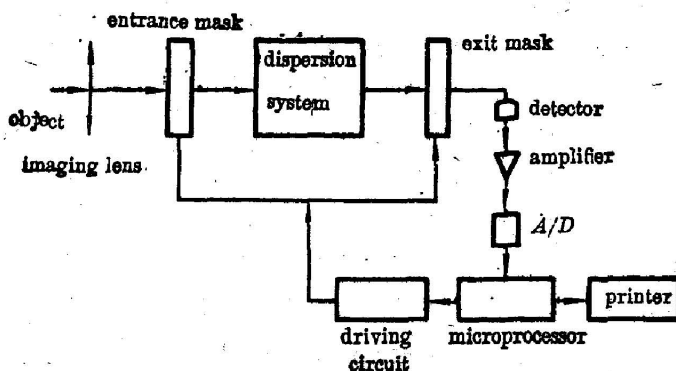 entrance mask
exit mask
dispersion
system
detector
object
imaging lens
amplifier
A/D
printer
driving
circuit
microprocessor